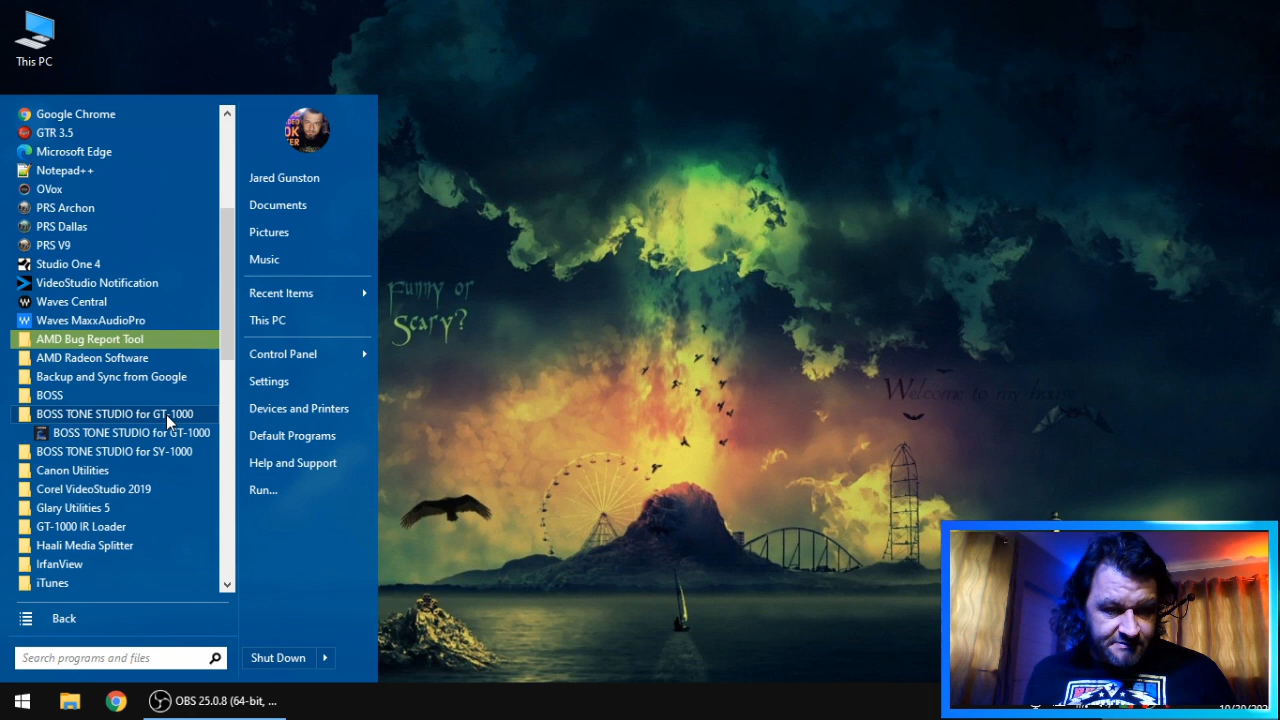 This PC
Google Chrome
GTR 3.5
Microsoft Edge
Notepad++
OVox
PRS Archon
PRS Dallas
PRS V9
Studio One 4
VideoStudio Notification
Waves Central
Waves MaxxAudioPro
AMD Bug Report Tool
AMD Radeon Software
Backup and Sync from Google
BOSS
BOSS TONE STUDIO for GT-1000
BOSS TONE STUDIO for GT-1000
BOSS TONE STUDIO for SY-1000
Canon Utilities
Corel VideoStudio 2019
Glary Utilities 5
GT-1000 IR Loader
Haali Media Splitter
IrfanView
iTunes
Back
Search programs and files
Jared Gunston
Documents
Pictures
Music
Recent Items
This PC
Control Panel
Settings
Devices and Printers
Default Programs
Help and Support
Run...
Shut Down
Funny or
Scary?
Welcome to my house
OBS 25.0.8 (64-bit, ...